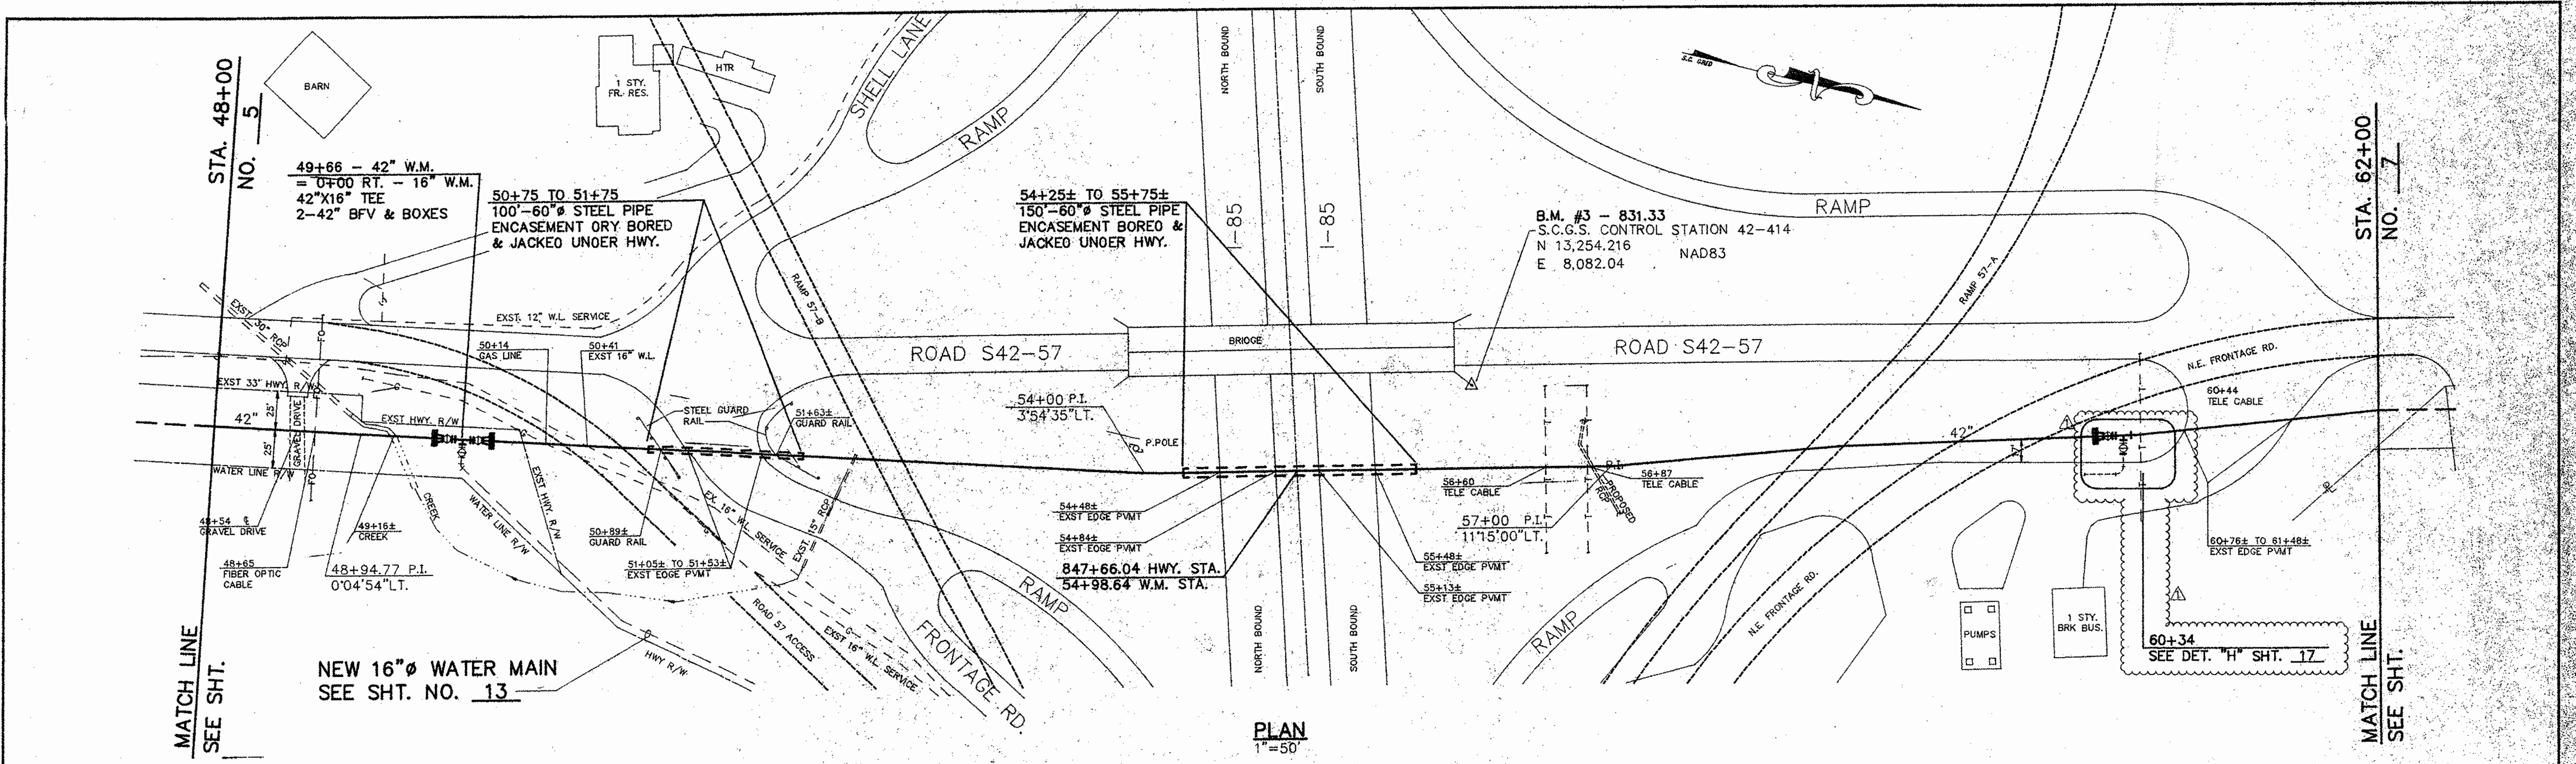 STA. 48+00
NO. 5
MATCH LINE
SEE SHT.
BARN
49+66 - 42" W.M.
= 0+00 RT. - 16" W.M.
42"X16" TEE
2-42" BFV & BOXES
1 STY.
FR. RES.
HTR
SHELL LANE
RAMP
50+75 TO 51+75
100'-60"ø STEEL PIPE
ENCASEMENT DRY BORED
& JACKED UNDER HWY.
54+25± TO 55+75±
150'-60"ø STEEL PIPE
ENCASEMENT BORED &
JACKED UNDER HWY.
NORTH BOUND
SOUTH BOUND
I-85
I-85
S.C. GRID
B.M. #3 - 831.33
S.C.G.S. CONTROL STATION 42-414
N 13,254.216
NAD83
E 8,082.04
RAMP
STA. 62+00
NO. 7
EXST. 30" RCP
FO
EXST. 12" W.L. SERVICE
RAMP 57-B
RAMP 57-A
50+14
GAS LINE
50+41
EXST 16" W.L.
ROAD S42-57
BRIDGE
ROAD S42-57
N.E. FRONTAGE RD.
EXST 33' HWY. R/W
FO
G
42"
25'
25'
GRAVEL DRIVE
EXST HWY. R/W
STEEL GUARD
RAIL
51+63±
GUARD RAIL
54+00 P.I.
3°54'35"LT.
P.POLE
60+44
TELE CABLE
WATER LINE R/W
FO
CREEK
WATER LINE R/W
EXST HWY. R/W
48+54 ℄
GRAVEL DRIVE
49+16±
CREEK
48+65
FIBER OPTIC
CABLE
48+94.77 P.I.
0°04'54"LT.
50+89±
GUARD RAIL
51+05± TO 51+53±
EXST EDGE PVMT
EX. 16" W.L. SERVICE
EXST. 15" RCP
54+48±
EXST EDGE PVMT
54+84±
EXST EDGE PVMT
847+66.04 HWY. STA.
54+98.64 W.M. STA.
55+48±
EXST EDGE PVMT
55+13±
EXST EDGE PVMT
56+60
TELE CABLE
P.I.
56+87
TELE CABLE
PROPOSED
RCP
57+00 P.I.
11°15'00"LT.
42"
60+76± TO 61+48±
EXST EDGE PVMT
NEW 16"ø WATER MAIN
SEE SHT. NO. 13
HWY R/W
ROAD 57 ACCESS
EXST 16" W.L. SERVICE
FRONTAGE RD.
RAMP
NORTH BOUND
SOUTH BOUND
RAMP
N.E. FRONTAGE RD.
PUMPS
1 STY.
BRK BUS.
60+34
SEE DET. "H" SHT. 17
MATCH LINE
SEE SHT.
PLAN
1"=50'